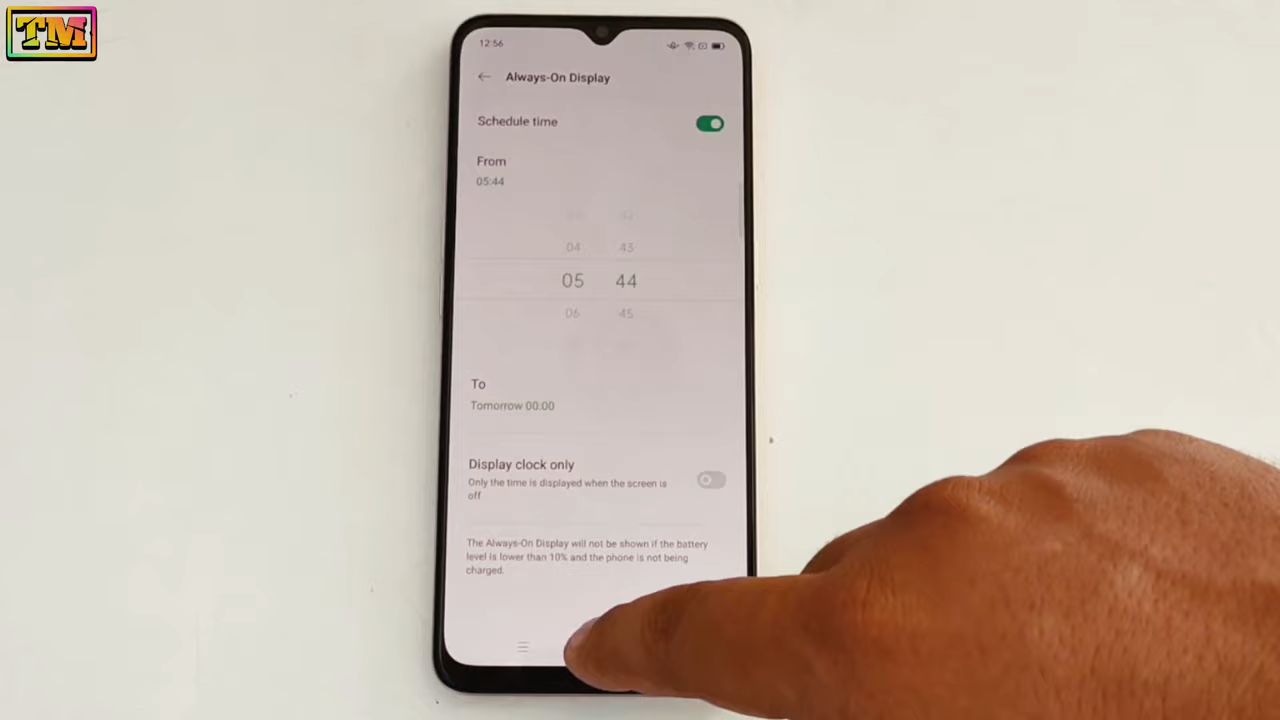 TM
12:56
Always-On Display
Schedule time
From
05:44
04 43
05 44
06 45
To
Tomorrow 00:00
Display clock only
Only the time is displayed when the screen is
off
The Always-On Display will not be shown if the battery
level is lower than 10% and the phone is not being
charged.